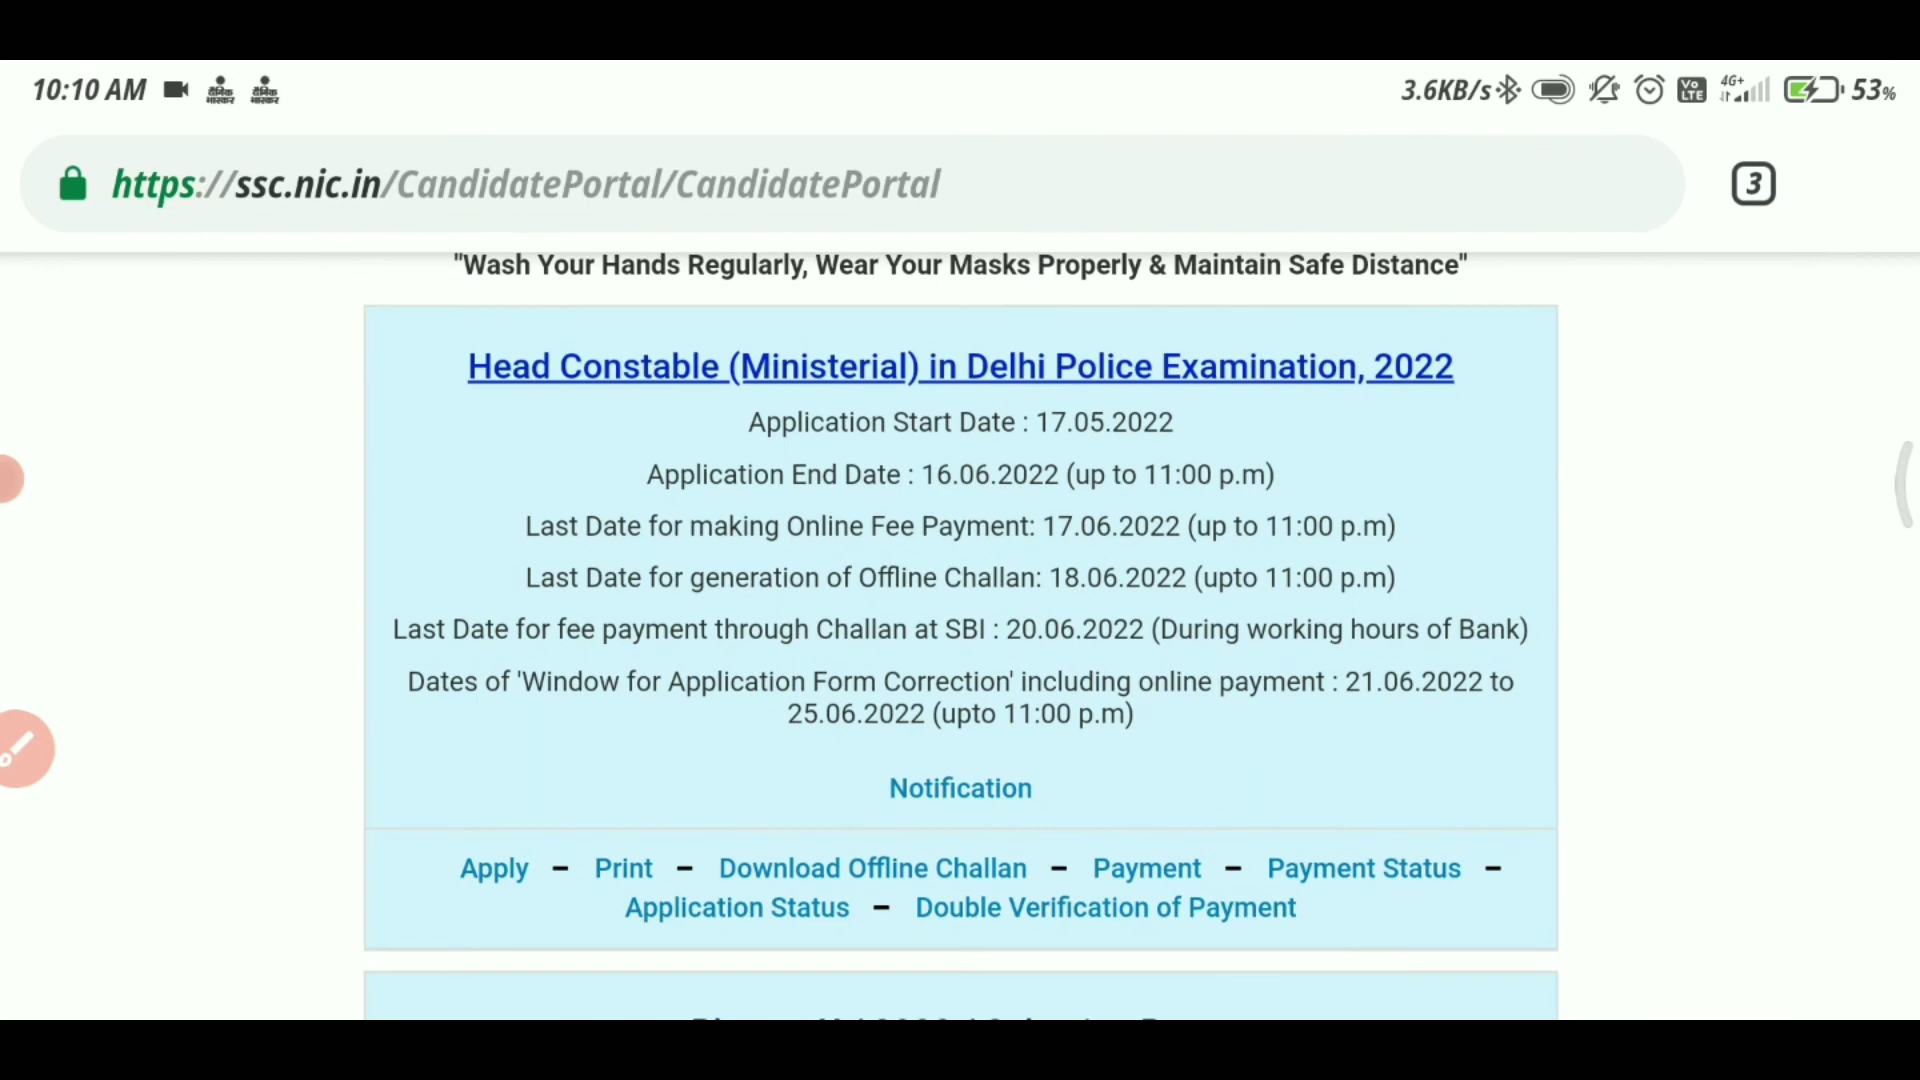 10:10 AM
दैनिक भास्कर दैनिक भास्कर
3.6KB/s
Vo LTE
4G+
53%
https://ssc.nic.in/CandidatePortal/CandidatePortal
3
"Wash Your Hands Regularly, Wear Your Masks Properly & Maintain Safe Distance"
Head Constable (Ministerial) in Delhi Police Examination, 2022
Application Start Date : 17.05.2022
Application End Date : 16.06.2022 (up to 11:00 p.m)
Last Date for making Online Fee Payment: 17.06.2022 (up to 11:00 p.m)
Last Date for generation of Offline Challan: 18.06.2022 (upto 11:00 p.m)
Last Date for fee payment through Challan at SBI : 20.06.2022 (During working hours of Bank)
Dates of 'Window for Application Form Correction' including online payment : 21.06.2022 to
25.06.2022 (upto 11:00 p.m)
Notification
Apply – Print – Download Offline Challan – Payment – Payment Status –
Application Status – Double Verification of Payment